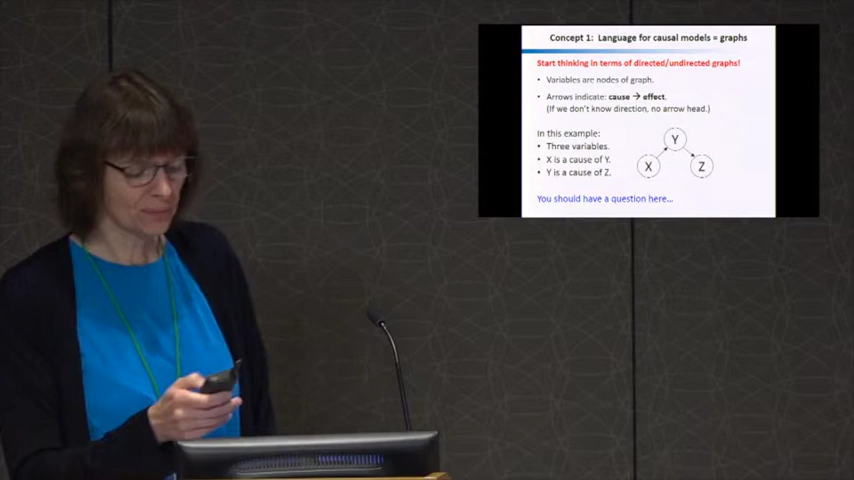 Concept 1: Language for causal models = graphs
Start thinking in terms of directed/undirected graphs!
• Variables are nodes of graph.
• Arrows indicate: cause → effect.
(If we don't know direction, no arrow head.)
In this example:
• Three variables.
• X is a cause of Y.
• Y is a cause of Z.
Y
X
Z
You should have a question here...